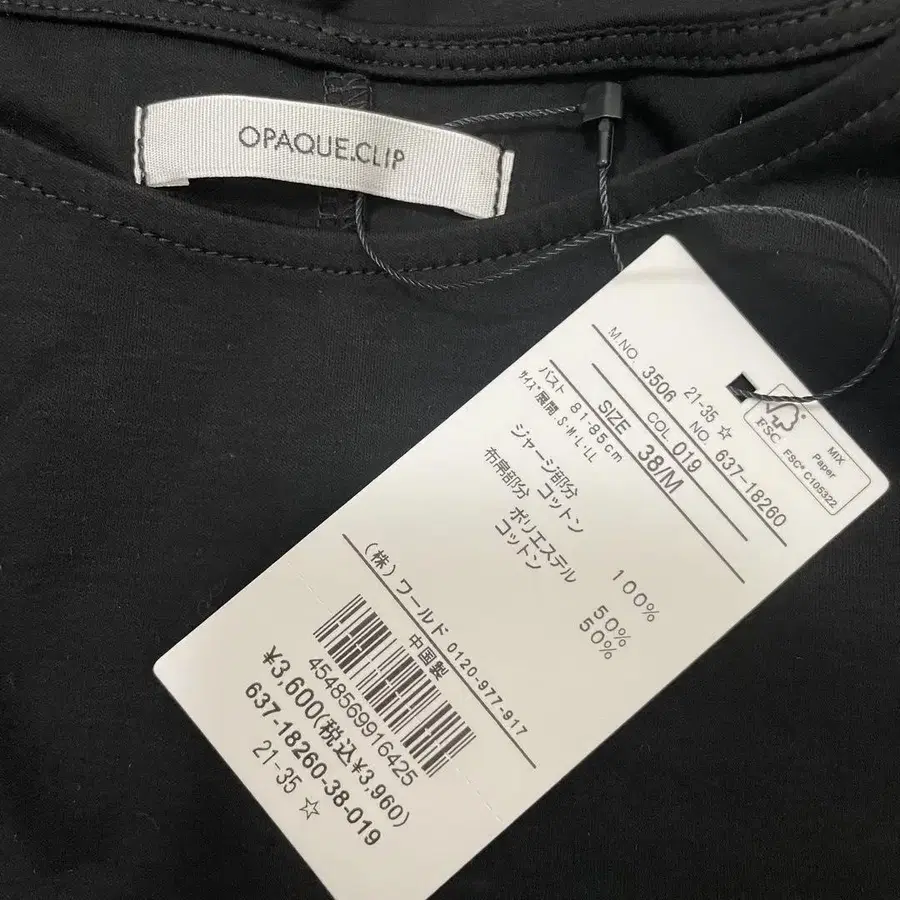 OPAQUE.CLIP
MIX
Paper
FSC
FSC® C105322
21-35 ☆
M.NO. 3506
NO. 637-18260
COL 019
SIZE 38/M
バスト 81-85cm
サイズ展開.S・M・L・LL
ジャージ部分
コットン 100%
布帛部分
ポリエステル 50%
コットン 50%
(株)ワールド 0120-977-917
中国製
4548569916425
¥3,600(税込¥3,960)
637-18260-38-019
21-35 ☆